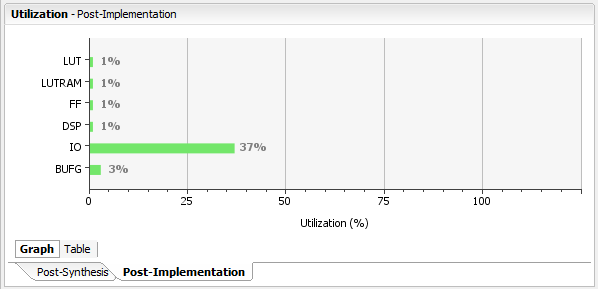 Utilization - Post-Implementation
LUT 1%
LUTRAM 1%
FF 1%
DSP 1%
IO 37%
BUFG 3%
0 25 50 75 100
Utilization (%)
Graph Table
Post-Synthesis Post-Implementation